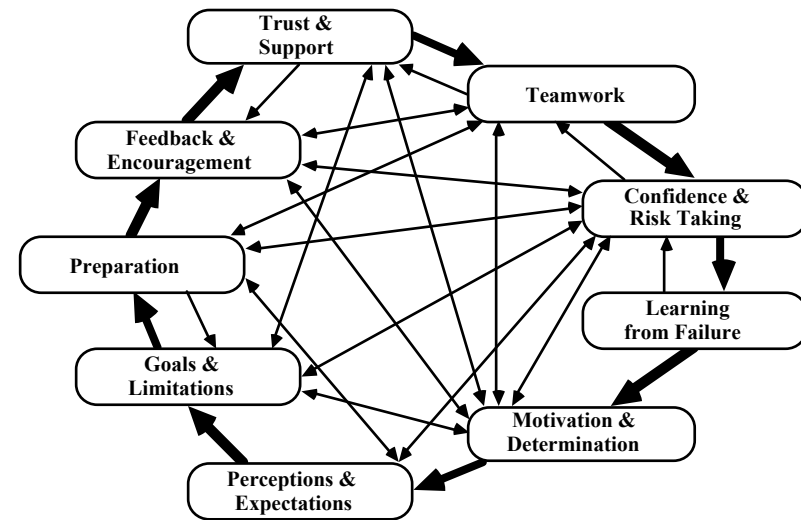 Trust &
Support
Teamwork
Feedback &
Encouragement
Confidence &
Risk Taking
Preparation
Learning
from Failure
Goals &
Limitations
Motivation &
Determination
Perceptions &
Expectations